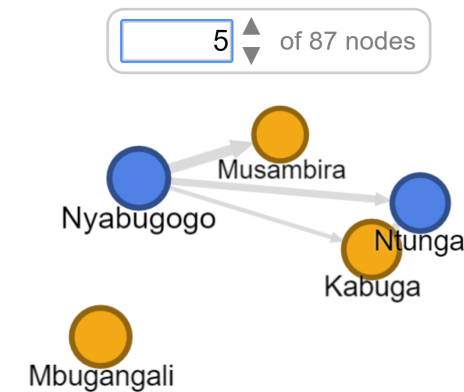 5 of 87 nodes
Musambira
Nyabugogo
Ntunga
Kabuga
Mbugangali